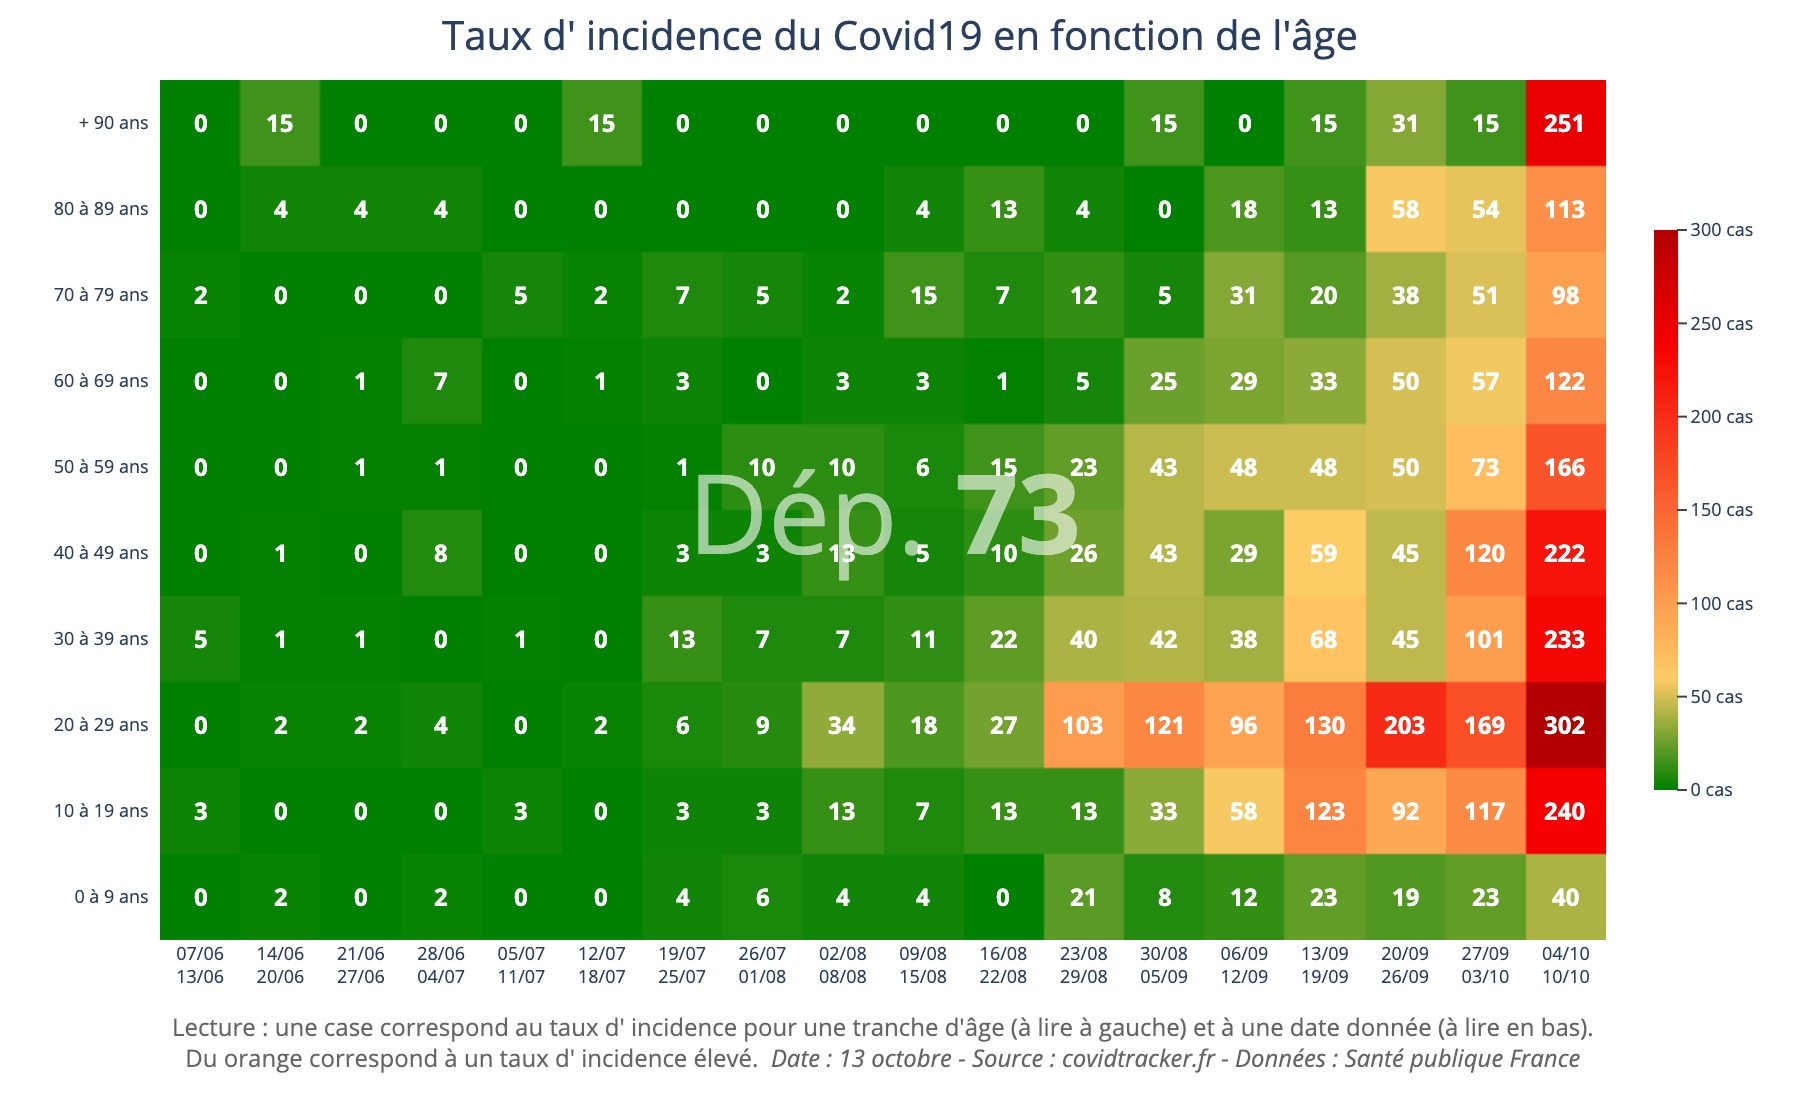 Taux d' incidence du Covid19 en fonction de l'âge
+ 90 ans 0 15 0 0 0 15 0 0 0 0 0 0 15 0 15 31 15 251
80 à 89 ans 0 4 4 4 0 0 0 0 0 4 13 4 0 18 13 58 54 113
70 à 79 ans 2 0 0 0 5 2 7 5 2 15 7 12 5 31 20 38 51 98
60 à 69 ans 0 0 1 7 0 1 3 0 3 3 1 5 25 29 33 50 57 122
50 à 59 ans 0 0 1 1 0 0 1 10 10 6 15 23 43 48 48 50 73 166
Dép. 73
40 à 49 ans 0 1 0 8 0 0 3 3 13 5 10 26 43 29 59 45 120 222
30 à 39 ans 5 1 1 0 1 0 13 7 7 11 22 40 42 38 68 45 101 233
20 à 29 ans 0 2 2 4 0 2 6 9 34 18 27 103 121 96 130 203 169 302
10 à 19 ans 3 0 0 0 3 0 3 3 13 7 13 13 33 58 123 92 117 240
0 à 9 ans 0 2 0 2 0 0 4 6 4 4 0 21 8 12 23 19 23 40
07/06 14/06 21/06 28/06 05/07 12/07 19/07 26/07 02/08 09/08 16/08 23/08 30/08 06/09 13/09 20/09 27/09 04/10
13/06 20/06 27/06 04/07 11/07 18/07 25/07 01/08 08/08 15/08 22/08 29/08 05/09 12/09 19/09 26/09 03/10 10/10
300 cas
250 cas
200 cas
150 cas
100 cas
50 cas
0 cas
Lecture : une case correspond au taux d' incidence pour une tranche d'âge (à lire à gauche) et à une date donnée (à lire en bas).
Du orange correspond à un taux d' incidence élevé. Date : 13 octobre - Source : covidtracker.fr - Données : Santé publique France